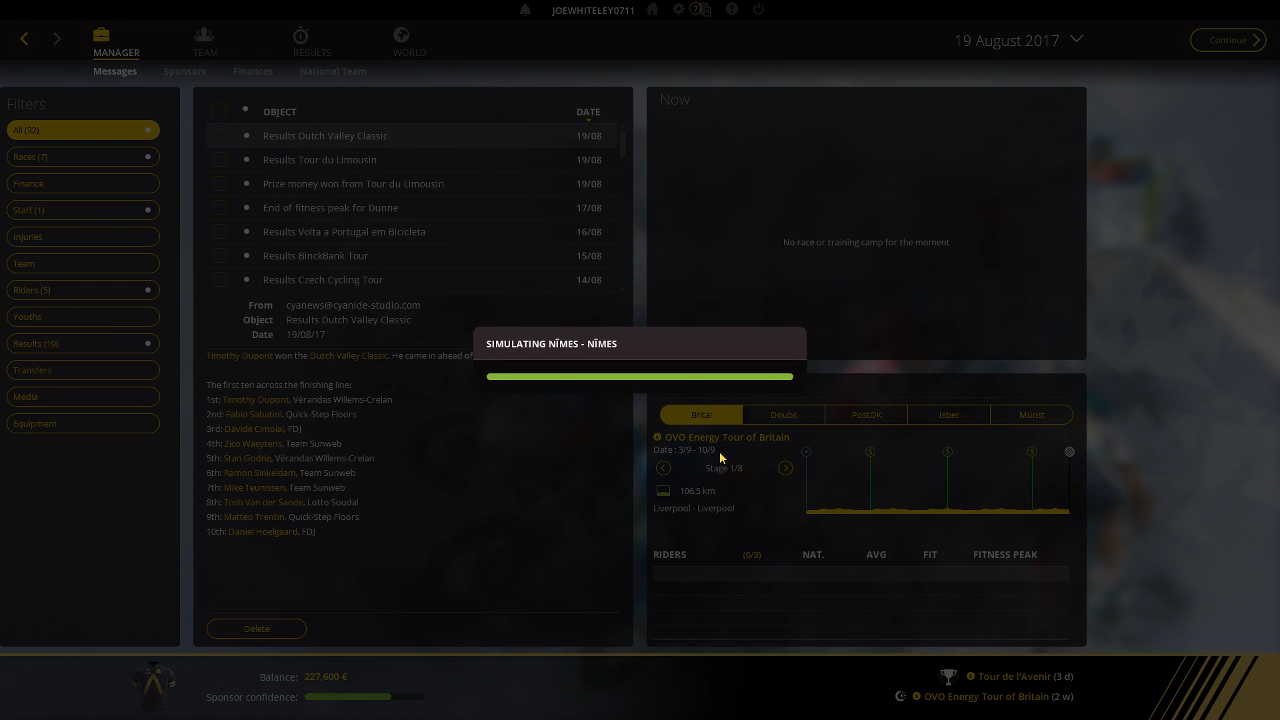 JOEWHITELEY0711
7
MANAGER
TEAM
RESULTS
WORLD
19 August 2017
Continue
Messages
Sponsors
Finances
National Team
Filters
All (32)
Races (7)
Finance
Staff (1)
Injuries
Team
Riders (5)
Youths
Results (19)
Transfers
Media
Equipment
OBJECT DATE
Results Dutch Valley Classic 19/08
Results Tour du Limousin 19/08
Prize money won from Tour du Limousin 19/08
End of fitness peak for Dunne 17/08
Results Volta a Portugal em Bicicleta 16/08
Results BinckBank Tour 15/08
Results Czech Cycling Tour 14/08
From cyanews@cyanide-studio.com
Object Results Dutch Valley Classic
Date 19/08/17
Timothy Dupont won the Dutch Valley Classic. He came in ahead of
The first ten across the finishing line:
1st: Timothy Dupont, Vérandas Willems-Crelan
2nd: Fabio Sabatini, Quick-Step Floors
3rd: Davide Cimolai, FDJ
4th: Zico Waeytens, Team Sunweb
5th: Stan Godrie, Vérandas Willems-Crelan
6th: Ramon Sinkeldam, Team Sunweb
7th: Mike Teunissen, Team Sunweb
8th: Tosh Van der Sande, Lotto Soudal
9th: Matteo Trentin, Quick-Step Floors
10th: Daniel Hoelgaard, FDJ
Delete
Now
No race or training camp for the moment
SIMULATING NÎMES - NÎMES
Britai
Doubs
PostDK
Isber
Münst
OVO Energy Tour of Britain
Date : 3/9 - 10/9
Stage 1/8
106.5 km
Liverpool - Liverpool
S
S
S
RIDERS (0/8) NAT. AVG FIT FITNESS PEAK
Balance: 227,600 €
Sponsor confidence:
Tour de l'Avenir (3 d)
OVO Energy Tour of Britain (2 w)